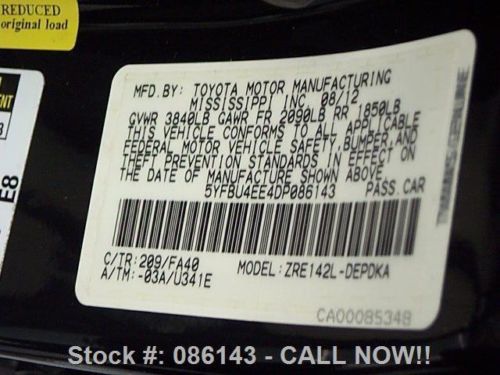 REDUCED
original load
MFD.BY: TOYOTA MOTOR MANUFACTURING
MISSISSIPPI INC. 08/12
GVWR 3840LB GAWR FR 2090LB RR 1850LB
THIS VEHICLE CONFORMS TO ALL APPLICABLE
FEDERAL MOTOR VEHICLE SAFETY,BUMPER,AND
THEFT PREVENTION STANDARDS IN EFFECT ON
THE DATE OF MANUFACTURE SHOWN ABOVE.
5YFBU4EE4DP086143 PASS.CAR
C/TR:209/FA40
A/TM:-03A/U341E
MODEL:ZRE142L-DEPDKA
CA00085348
E8
Stock #: 086143 - CALL NOW!!